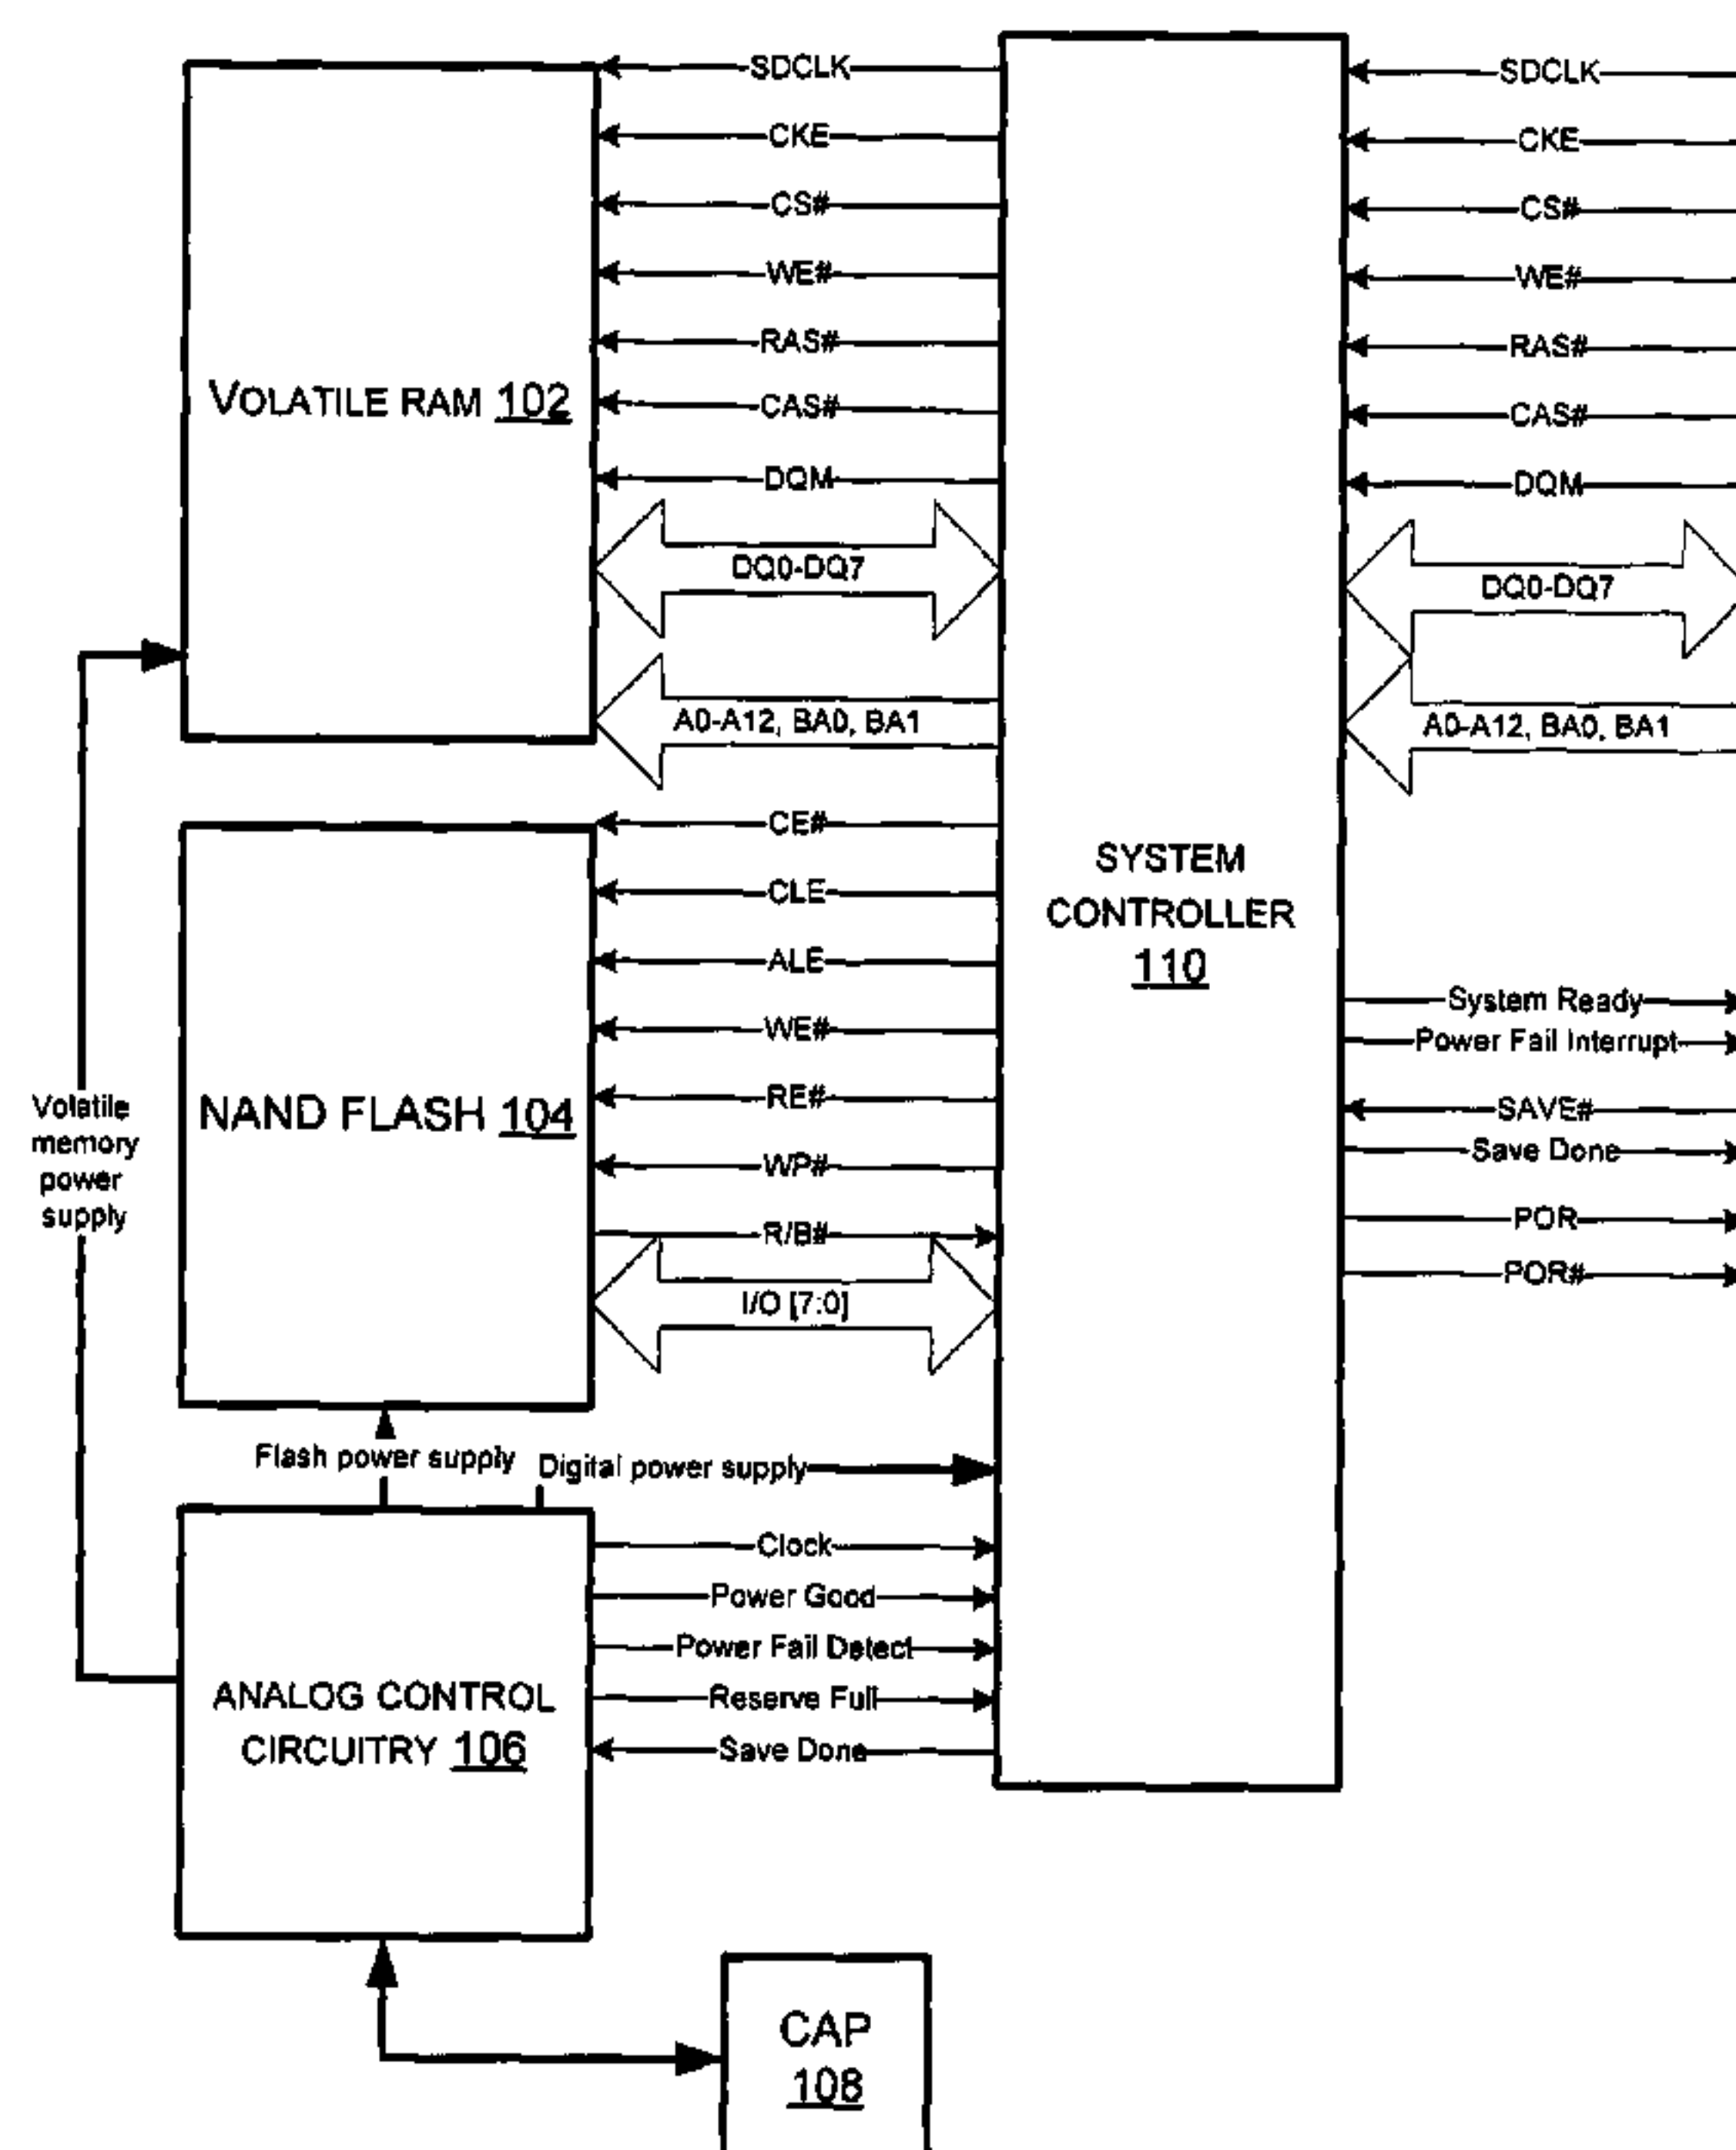 SDCLK
CKE
CS#
WE#
RAS#
CAS#
DQM
DQ0-DQ7
A0-A12, BA0, BA1
VOLATILE RAM 102
SDCLK
CKE
CS#
WE#
RAS#
CAS#
DQM
DQ0-DQ7
A0-A12, BA0, BA1
SYSTEM
CONTROLLER
110
CE#
CLE
ALE
WE#
RE#
WP#
R/B#
I/O [7:0]
NAND FLASH 104
Volatile
memory
power
supply
System Ready
Power Fail Interrupt
SAVE#
Save Done
POR
POR#
Flash power supply
Digital power supply
Clock
Power Good
Power Fail Detect
Reserve Full
Save Done
ANALOG CONTROL
CIRCUITRY 106
CAP
108